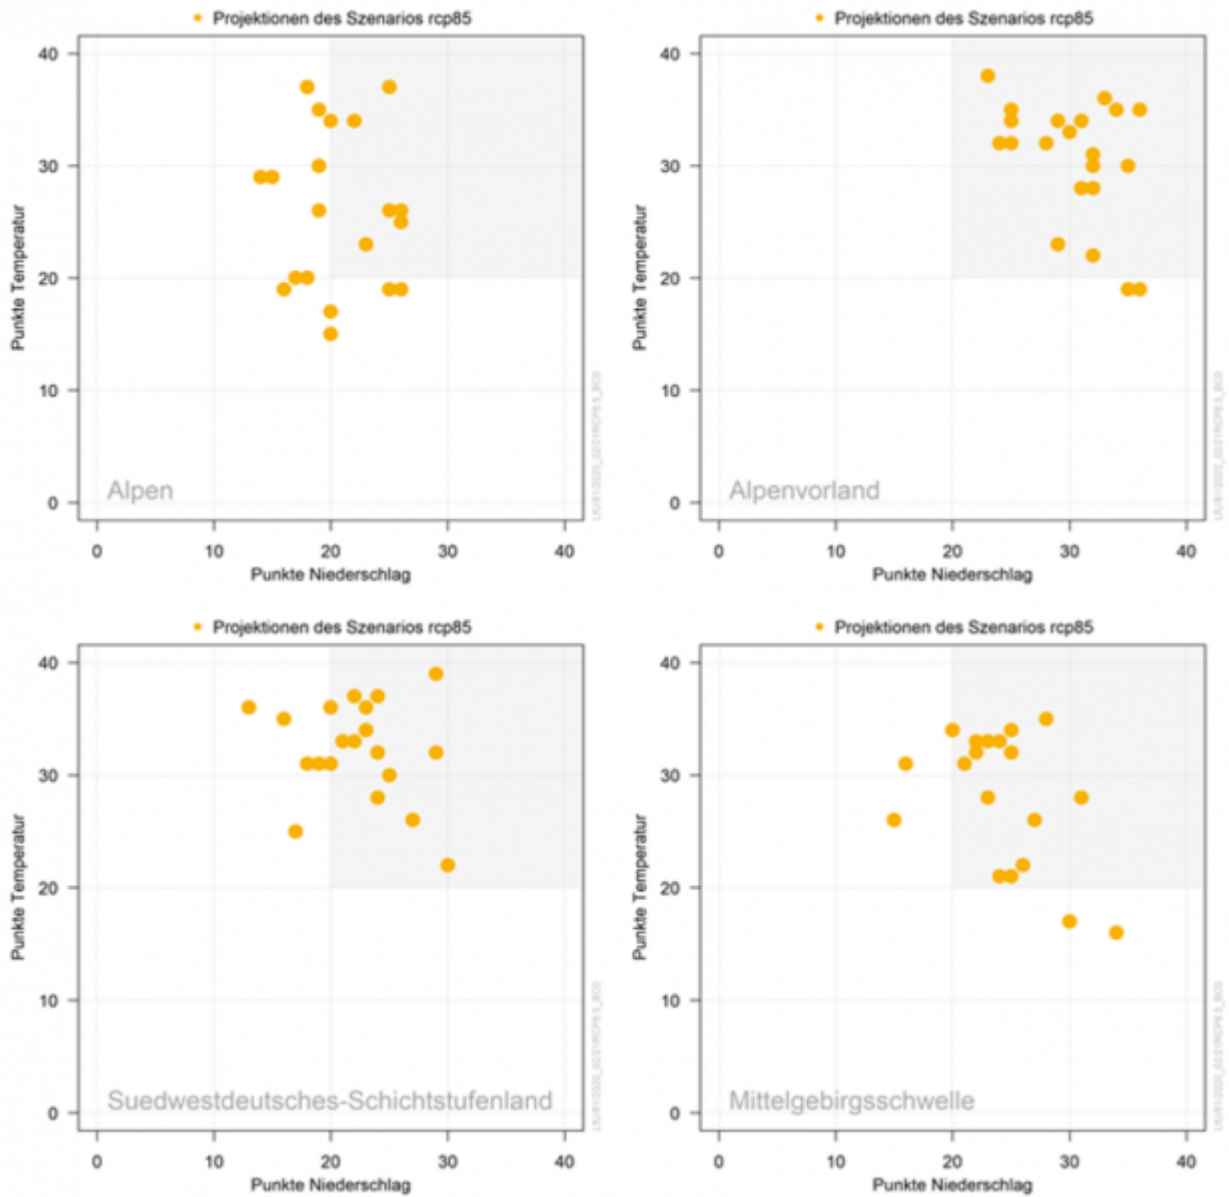 Projektionen des Szenarios rcp85
40
30
20
10
0
Punkte Temperatur
Alpen
0 10 20 30 40
Punkte Niederschlag
Projektionen des Szenarios rcp85
40
30
20
10
0
Punkte Temperatur
Alpenvorland
0 10 20 30 40
Punkte Niederschlag
Projektionen des Szenarios rcp85
40
30
20
10
0
Punkte Temperatur
Suedwestdeutsches-Schichtstufenland
0 10 20 30 40
Punkte Niederschlag
Projektionen des Szenarios rcp85
40
30
20
10
0
Punkte Temperatur
Mittelgebirgsschwelle
0 10 20 30 40
Punkte Niederschlag